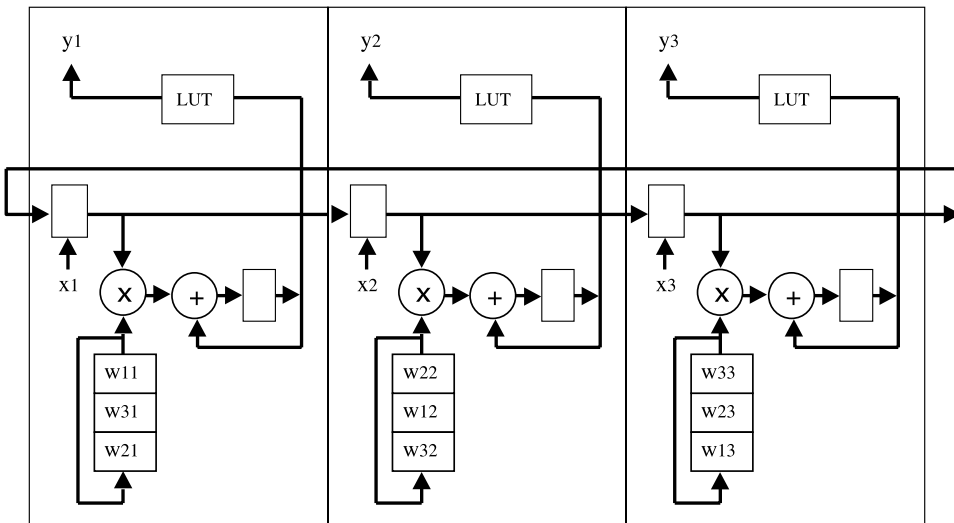 y1 y2 y3
LUT LUT LUT
x1 x2 x3
x + x + x +
w11 w22 w33
w31 w12 w23
w21 w32 w13